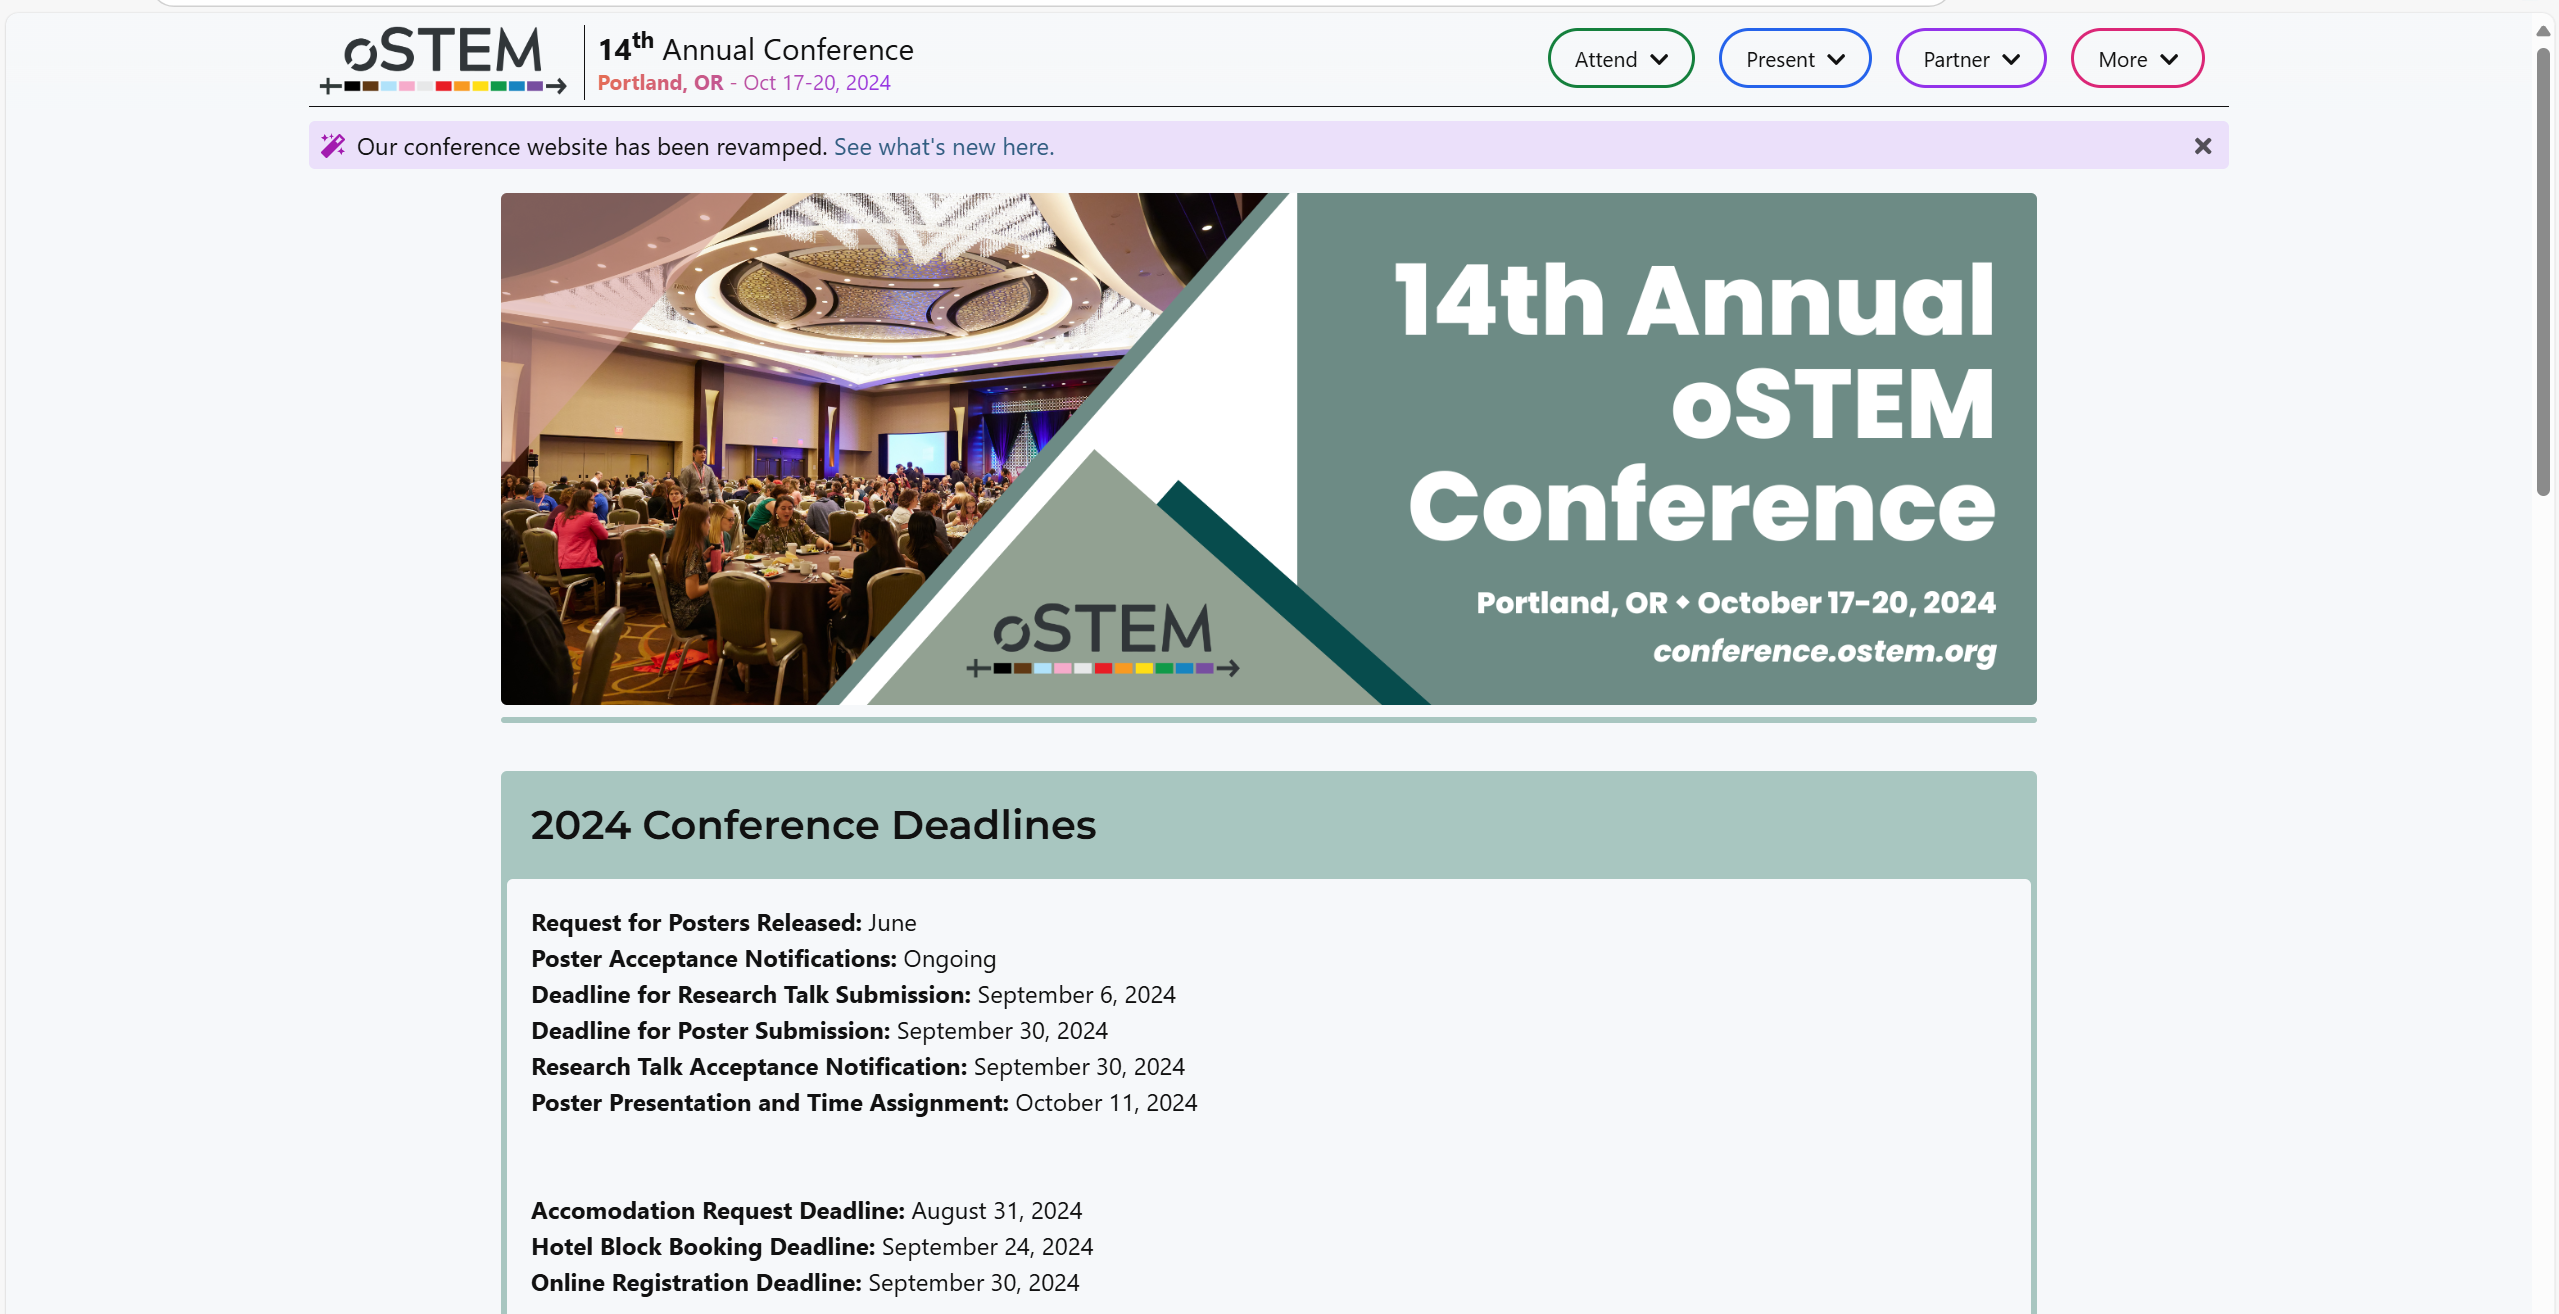 oSTEM
14th Annual Conference
Portland, OR - Oct 17-20, 2024
Attend
Present
Partner
More
Our conference website has been revamped. See what's new here.
14th Annual
oSTEM
Conference
Portland, OR ◆ October 17-20, 2024
conference.ostem.org
oSTEM
2024 Conference Deadlines
Request for Posters Released: June
Poster Acceptance Notifications: Ongoing
Deadline for Research Talk Submission: September 6, 2024
Deadline for Poster Submission: September 30, 2024
Research Talk Acceptance Notification: September 30, 2024
Poster Presentation and Time Assignment: October 11, 2024
Accomodation Request Deadline: August 31, 2024
Hotel Block Booking Deadline: September 24, 2024
Online Registration Deadline: September 30, 2024